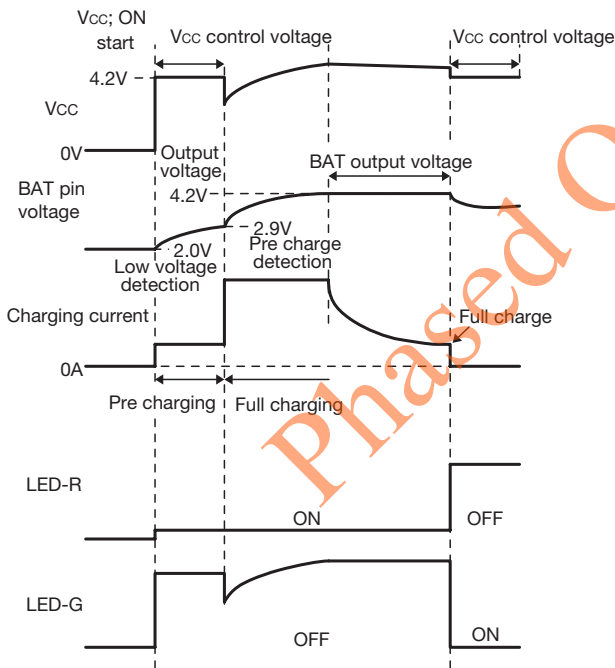 Vcc; ON
start
Vcc control voltage
Vcc control voltage
4.2V
Vcc
0V
Output
voltage
BAT output voltage
BAT pin
voltage
4.2V
2.9V
2.0V
Pre charge
detection
Low voltage
detection
Charging current
Full charge
0A
Pre charging
Full charging
LED-R
ON
OFF
LED-G
OFF
ON
Phased O